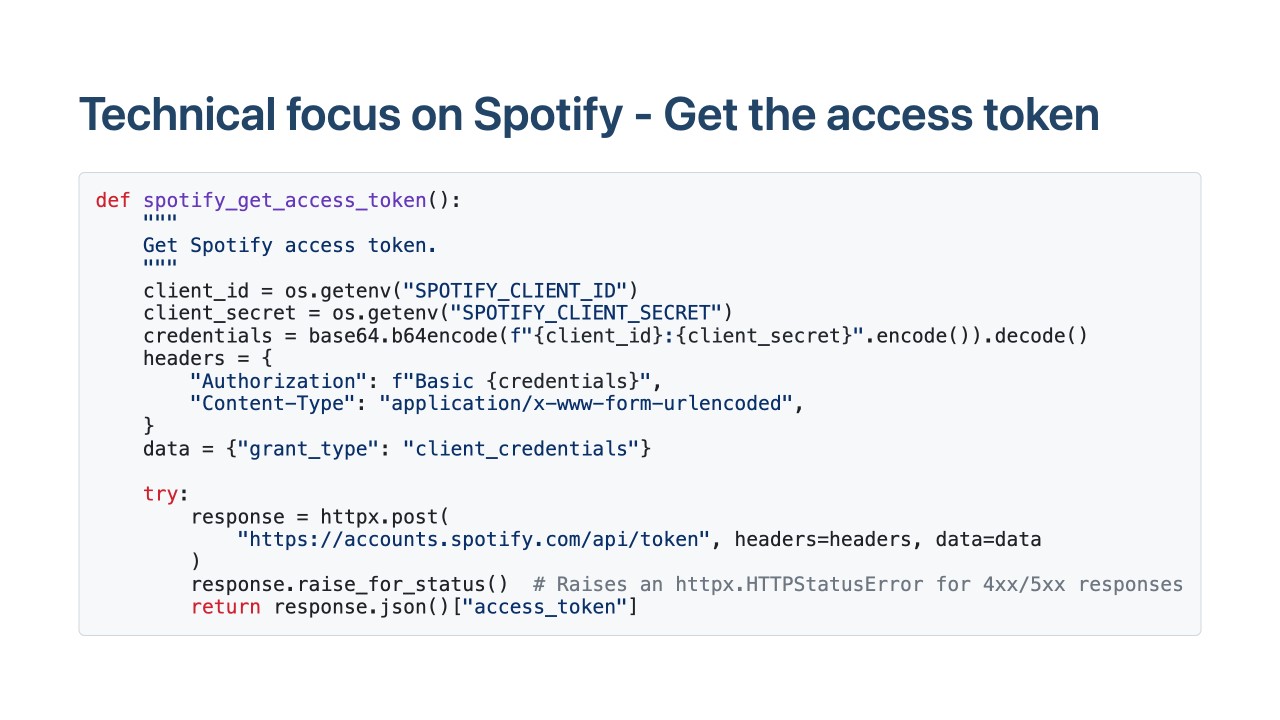 Technical focus on Spotify - Get the access token
def spotify_get_access_token():
    """
    Get Spotify access token.
    """
    client_id = os.getenv("SPOTIFY_CLIENT_ID")
    client_secret = os.getenv("SPOTIFY_CLIENT_SECRET")
    credentials = base64.b64encode(f"{client_id}:{client_secret}".encode()).decode()
    headers = {
        "Authorization": f"Basic {credentials}",
        "Content-Type": "application/x-www-form-urlencoded",
    }
    data = {"grant_type": "client_credentials"}

    try:
        response = httpx.post(
            "https://accounts.spotify.com/api/token", headers=headers, data=data
        )
        response.raise_for_status()  # Raises an httpx.HTTPStatusError for 4xx/5xx responses
        return response.json()["access_token"]